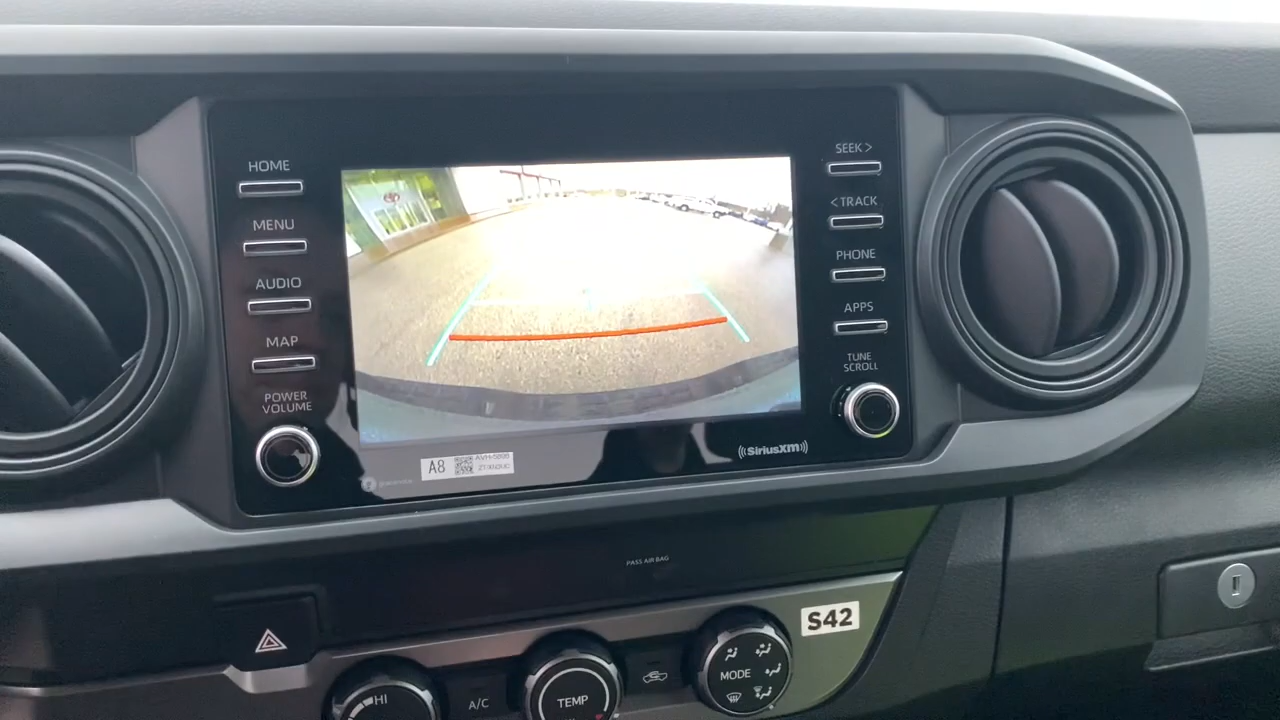 HOME
MENU
AUDIO
MAP
POWER
VOLUME
SEEK >
< TRACK
PHONE
APPS
TUNE
SCROLL
SiriusXM
A8
PASS AIR BAG
S42
HI
A/C
TEMP
MODE